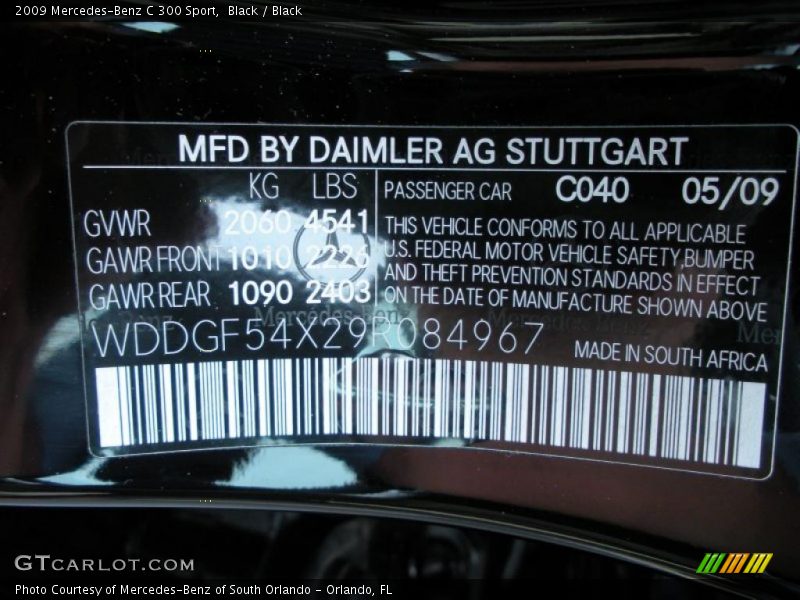 2009 Mercedes-Benz C 300 Sport, Black / Black
MFD BY DAIMLER AG STUTTGART
KG LBS
GVWR 2060 4541
GAWR FRONT 1010 2226
GAWR REAR 1090 2403
PASSENGER CAR C040 05/09
THIS VEHICLE CONFORMS TO ALL APPLICABLE
U.S. FEDERAL MOTOR VEHICLE SAFETY, BUMPER
AND THEFT PREVENTION STANDARDS IN EFFECT
ON THE DATE OF MANUFACTURE SHOWN ABOVE
WDDGF54X29R084967
MADE IN SOUTH AFRICA
GTCARLOT.COM
Photo Courtesy of Mercedes-Benz of South Orlando - Orlando, FL